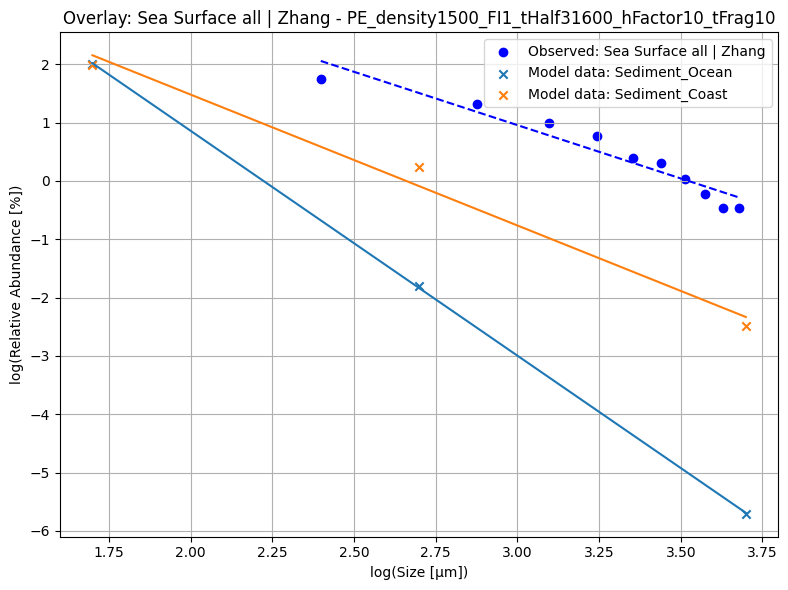 Overlay: Sea Surface all | Zhang - PE_density1500_FI1_tHalf31600_hFactor10_tFrag10
Observed: Sea Surface all | Zhang
Model data: Sediment_Ocean
Model data: Sediment_Coast
log(Relative Abundance [%])
2
1
0
−1
−2
−3
−4
−5
−6
1.75 2.00 2.25 2.50 2.75 3.00 3.25 3.50 3.75
log(Size [μm])